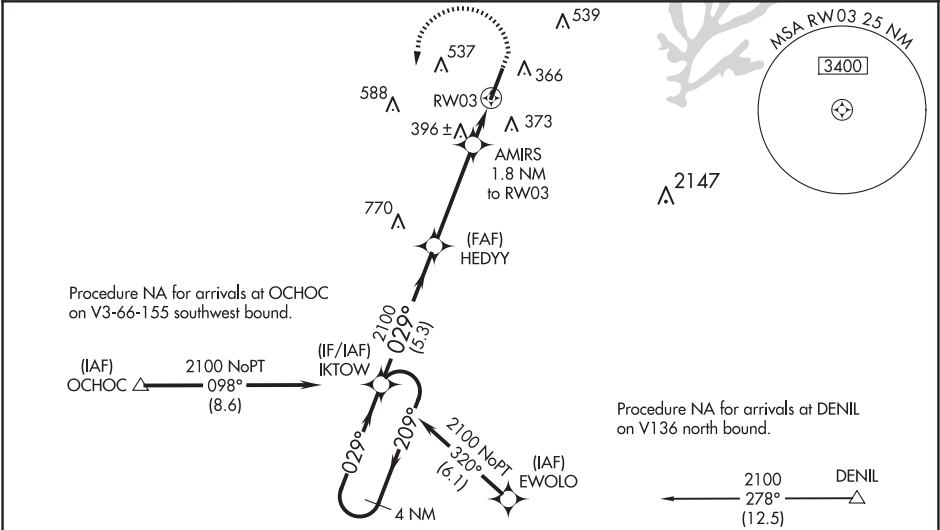 539
537
366
588
RW03
396 ±
373
AMIRS
1.8 NM
to RW03
MSA RW03 25 NM
3400
2147
770
(FAF)
HEDYY
Procedure NA for arrivals at OCHOC
on V3-66-155 southwest bound.
2100
029°
(5.3)
(IF/IAF)
IKTOW
(IAF)
OCHOC
2100 NoPT
098°
(8.6)
029°
209°
4 NM
2100 NoPT
320°
(6.1)
(IAF)
EWOLO
Procedure NA for arrivals at DENIL
on V136 north bound.
2100
278°
(12.5)
DENIL